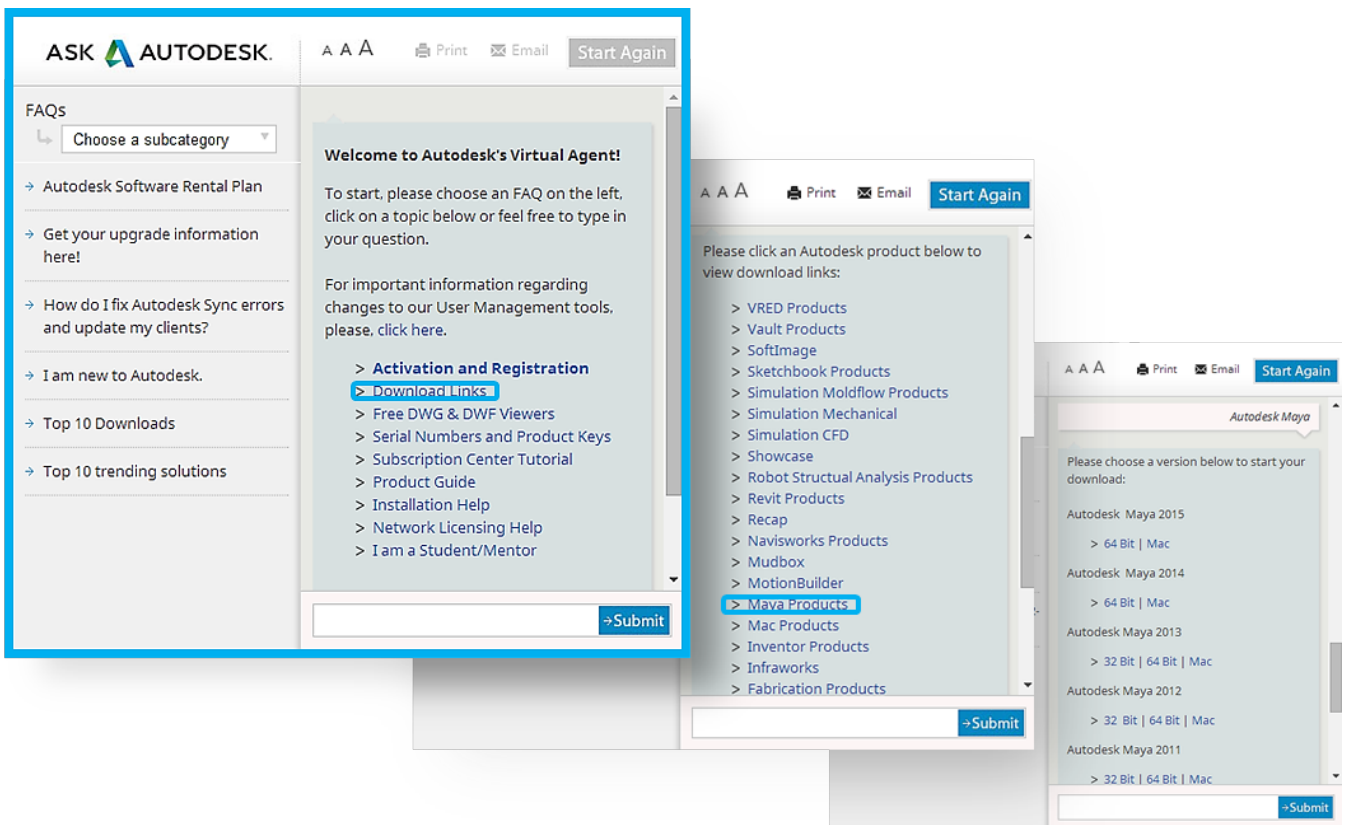 ASK AUTODESK.
A A A Print Email Start Again
FAQs
Choose a subcategory
Autodesk Software Rental Plan
Get your upgrade information
here!
How do I fix Autodesk Sync errors
and update my clients?
I am new to Autodesk.
Top 10 Downloads
Top 10 trending solutions
Welcome to Autodesk's Virtual Agent!
To start, please choose an FAQ on the left,
click on a topic below or feel free to type in
your question.
For important information regarding
changes to our User Management tools,
please, click here.
> Activation and Registration
> Download Links
> Free DWG & DWF Viewers
> Serial Numbers and Product Keys
> Subscription Center Tutorial
> Product Guide
> Installation Help
> Network Licensing Help
> I am a Student/Mentor
Submit
A A A Print Email Start Again
Please click an Autodesk product below to
view download links:
> VRED Products
> Vault Products
> SoftImage
> Sketchbook Products
> Simulation Moldflow Products
> Simulation Mechanical
> Simulation CFD
> Showcase
> Robot Structual Analysis Products
> Revit Products
> Recap
> Navisworks Products
> Mudbox
> MotionBuilder
> Maya Products
> Mac Products
> Inventor Products
> Infraworks
> Fabrication Products
Submit
A A A Print Email Start Again
Autodesk Maya
Please choose a version below to start your
download:
Autodesk Maya 2015
> 64 Bit | Mac
Autodesk Maya 2014
> 64 Bit | Mac
Autodesk Maya 2013
> 32 Bit | 64 Bit | Mac
Autodesk Maya 2012
> 32 Bit | 64 Bit | Mac
Autodesk Maya 2011
> 32 Bit | 64 Bit | Mac
Submit